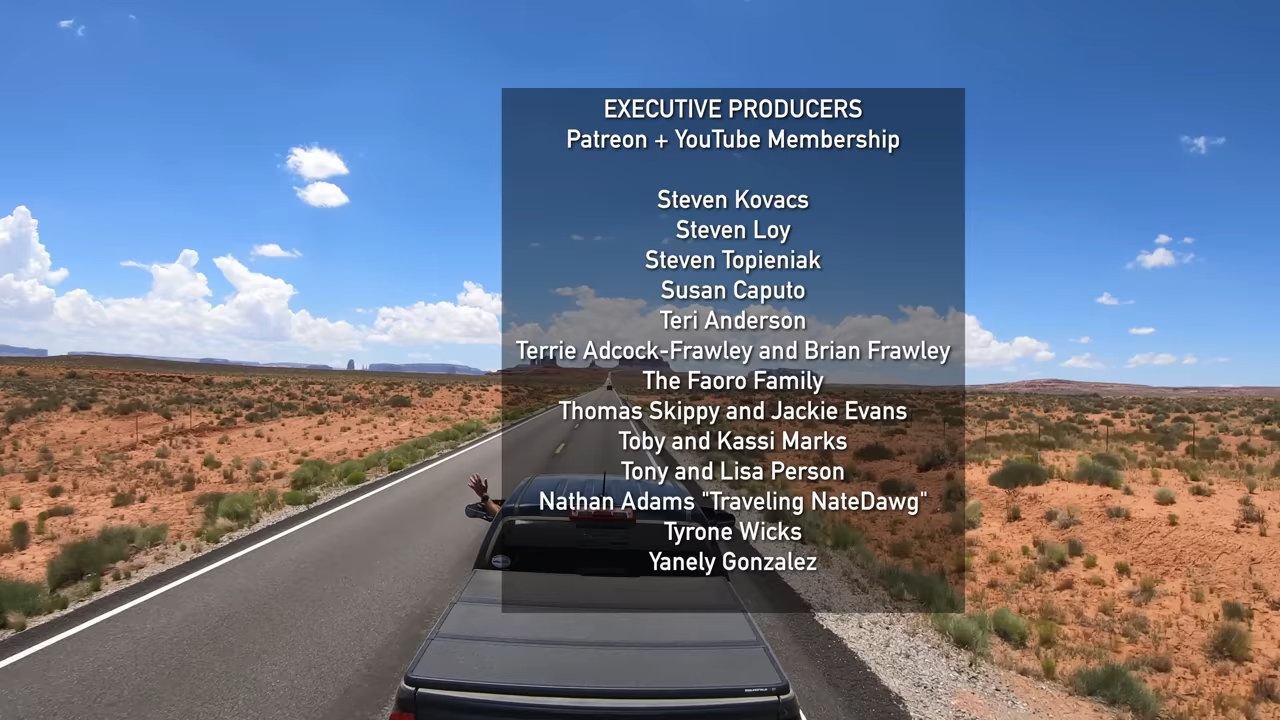 EXECUTIVE PRODUCERS
Patreon + YouTube Membership
Steven Kovacs
Steven Loy
Steven Topieniak
Susan Caputo
Teri Anderson
Terrie Adcock-Frawley and Brian Frawley
The Faoro Family
Thomas Skippy and Jackie Evans
Toby and Kassi Marks
Tony and Lisa Person
Nathan Adams "Traveling NateDawg"
Tyrone Wicks
Yanely Gonzalez